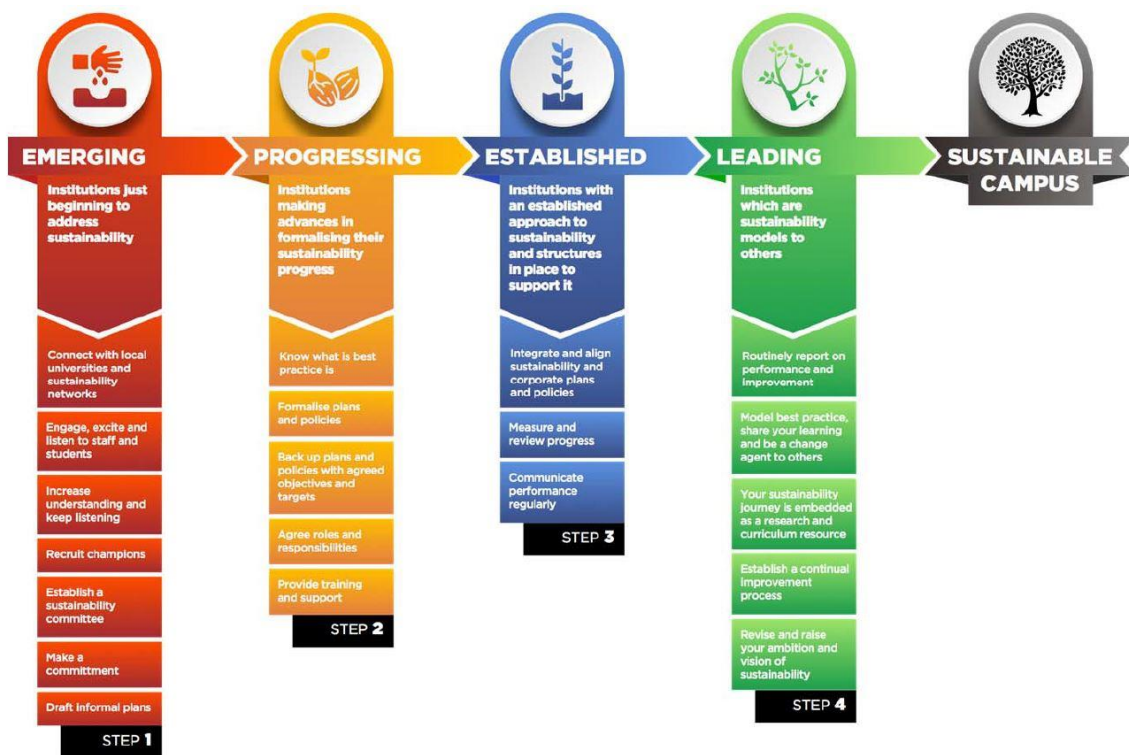 EMERGING
Institutions just
beginning to
address
sustainability
Connect with local
universities and
sustainability
networks
Engage, excite and
listen to staff and
students
Increase
understanding and
keep listening
Recruit champions
Establish a
sustainability
committee
Make a
committment
Draft informal plans
STEP 1
PROGRESSING
Institutions
making
advances in
formalising their
sustainability
progress
Know what is best
practice is
Formalise plans
and policies
Back up plans and
policies with agreed
objectives and
targets
Agree roles and
responsibilities
Provide training
and support
STEP 2
ESTABLISHED
Institutions with
an established
approach to
sustainability
and structures
in place to
support it
Integrate and align
sustainability and
corporate plans
and policies
Measure and
review progress
Communicate
performance
regularly
STEP 3
LEADING
Institutions
which are
sustainability
models to
others
Routinely report on
performance and
improvement
Model best practice,
share your learning
and be a change
agent to others
Your sustainability
journey is embedded
as a research and
curriculum resource
Establish a continual
improvement
process
Revise and raise
your ambition and
vision of
sustainability
STEP 4
SUSTAINABLE
CAMPUS